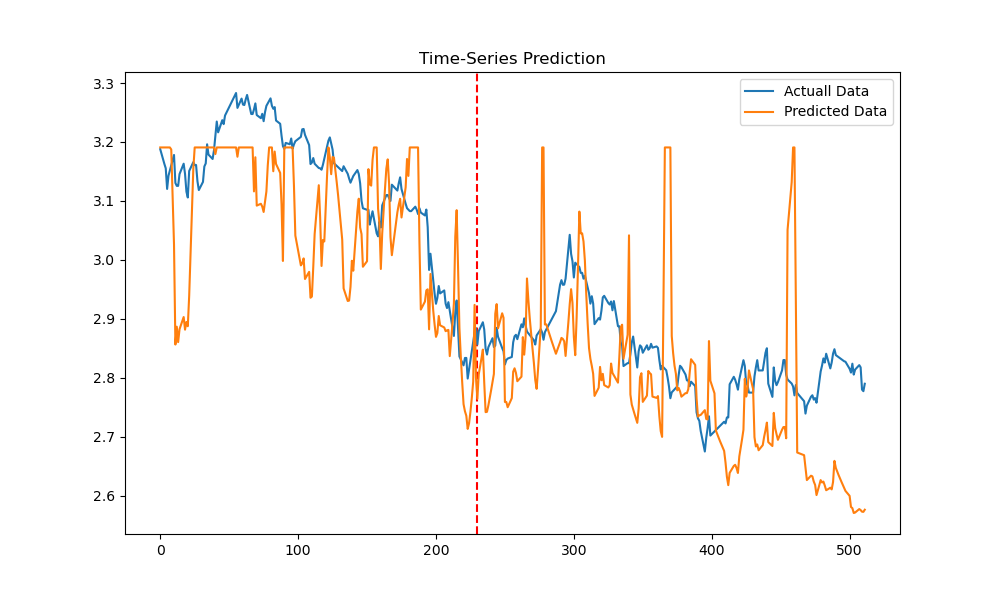 Time-Series Prediction
Actuall Data
Predicted Data
3.3
3.2
3.1
3.0
2.9
2.8
2.7
2.6
0 100 200 300 400 500